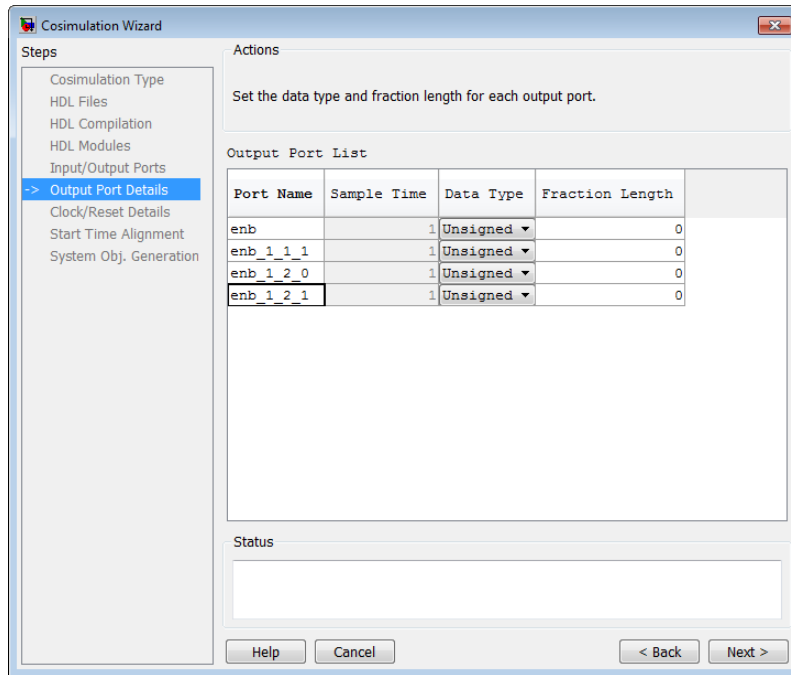 Cosimulation Wizard
Steps
Cosimulation Type
HDL Files
HDL Compilation
HDL Modules
Input/Output Ports
-> Output Port Details
Clock/Reset Details
Start Time Alignment
System Obj. Generation
Actions
Set the data type and fraction length for each output port.
Output Port List
Port Name Sample Time Data Type Fraction Length
enb 1 Unsigned 0
enb_1_1_1 1 Unsigned 0
enb_1_2_0 1 Unsigned 0
enb_1_2_1 1 Unsigned 0
Status
Help Cancel < Back Next >